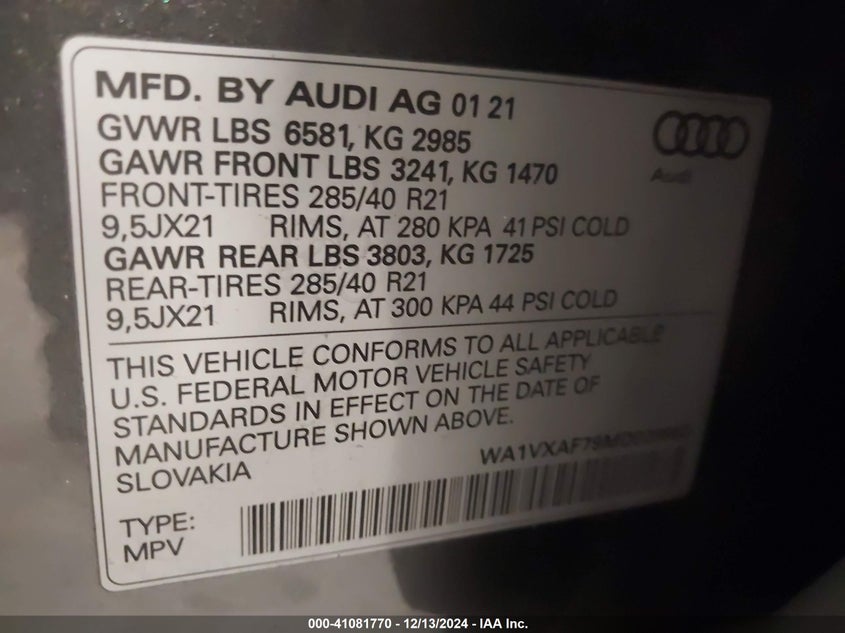 MFD. BY AUDI AG 01 21
GVWR LBS 6581, KG 2985
GAWR FRONT LBS 3241, KG 1470
FRONT-TIRES 285/40 R21
9,5JX21 RIMS, AT 280 KPA 41 PSI COLD
GAWR REAR LBS 3803, KG 1725
REAR-TIRES 285/40 R21
9,5JX21 RIMS, AT 300 KPA 44 PSI COLD
Audi
THIS VEHICLE CONFORMS TO ALL APPLICABLE
U.S. FEDERAL MOTOR VEHICLE SAFETY
STANDARDS IN EFFECT ON THE DATE OF
MANUFACTURE SHOWN ABOVE.
SLOVAKIA
TYPE:
MPV
000-41081770 - 12/13/2024 - IAA Inc.